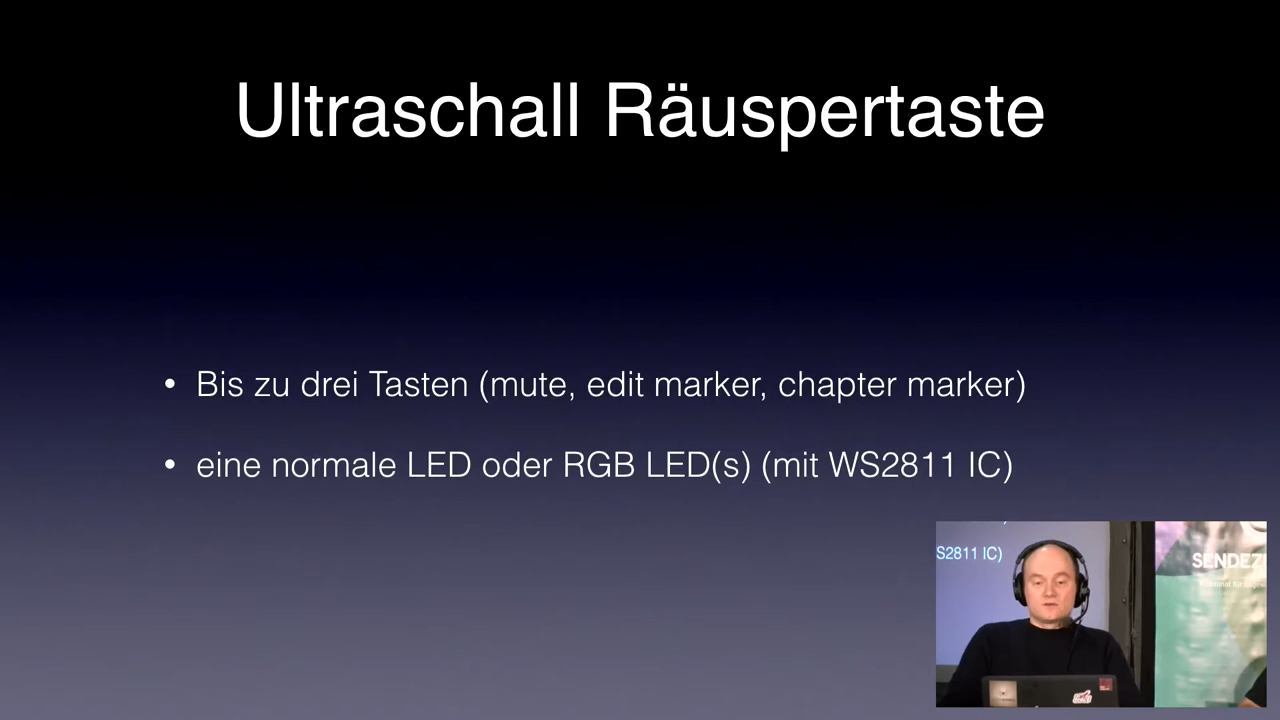 Ultraschall Räuspertaste
• Bis zu drei Tasten (mute, edit marker, chapter marker)
• eine normale LED oder RGB LED(s) (mit WS2811 IC)
S2811 IC)
SENDEZ